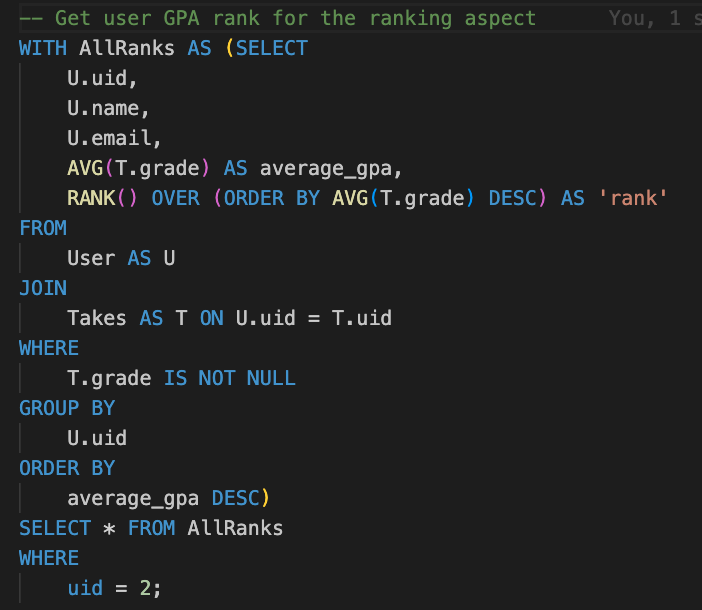 -- Get user GPA rank for the ranking aspect You, 1 s
WITH AllRanks AS (SELECT
    U.uid,
    U.name,
    U.email,
    AVG(T.grade) AS average_gpa,
    RANK() OVER (ORDER BY AVG(T.grade) DESC) AS 'rank'
FROM
    User AS U
JOIN
    Takes AS T ON U.uid = T.uid
WHERE
    T.grade IS NOT NULL
GROUP BY
    U.uid
ORDER BY
    average_gpa DESC)
SELECT * FROM AllRanks
WHERE
    uid = 2;